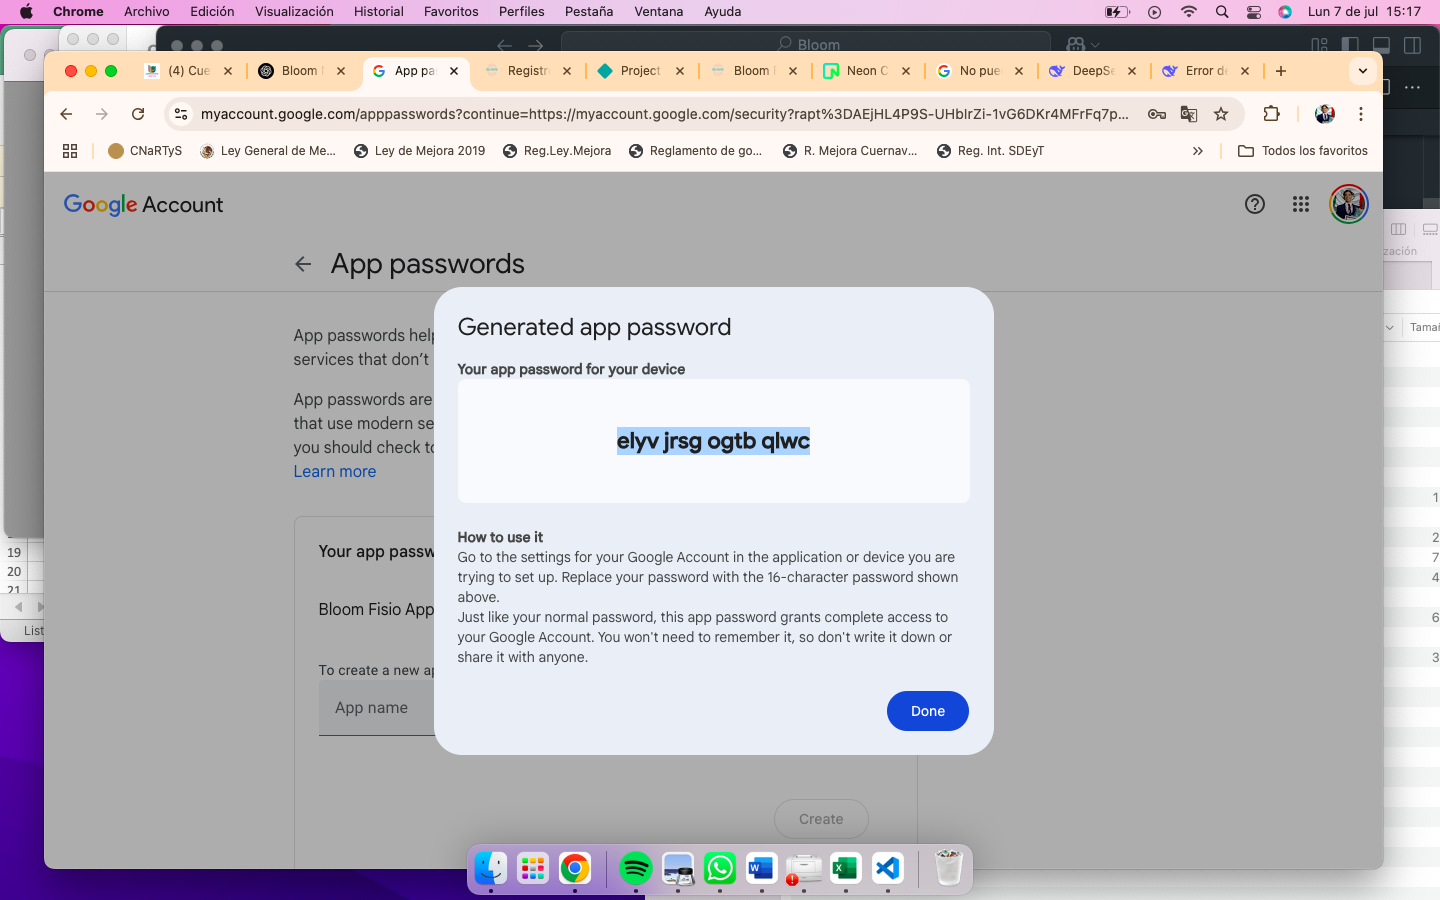 Chrome Archivo Edición Visualización Historial Favoritos Perfiles Pestaña Ventana Ayuda Lun 7 de jul 15:17
Bloom
(4) Cue Bloom App pa Registr Project Bloom Neon C No pue DeepSe Error de
myaccount.google.com/apppasswords?continue=https://myaccount.google.com/security?rapt%3DAEjHL4P9S-UHbIrZi-1vG6DKr4MFrFq7p...
CNaRTyS Ley General de Me... Ley de Mejora 2019 Reg.Ley.Mejora Reglamento de go... R. Mejora Cuernav... Reg. Int. SDEyT » Todos los favoritos
Google Account
zación
App passwords
Generated app password
Tamañ
App passwords help
services that don't
Your app password for your device
App passwords are
that use modern se
you should check to
Learn more
elyv jrsg ogtb qlwc
1
How to use it
2
Your app passw
Go to the settings for your Google Account in the application or device you are
7
trying to set up. Replace your password with the 16-character password shown
4
above.
Bloom Fisio App
Just like your normal password, this app password grants complete access to
6
your Google Account. You won't need to remember it, so don't write it down or
share it with anyone.
3
19
20
21
List
To create a new ap
App name
Done
Create